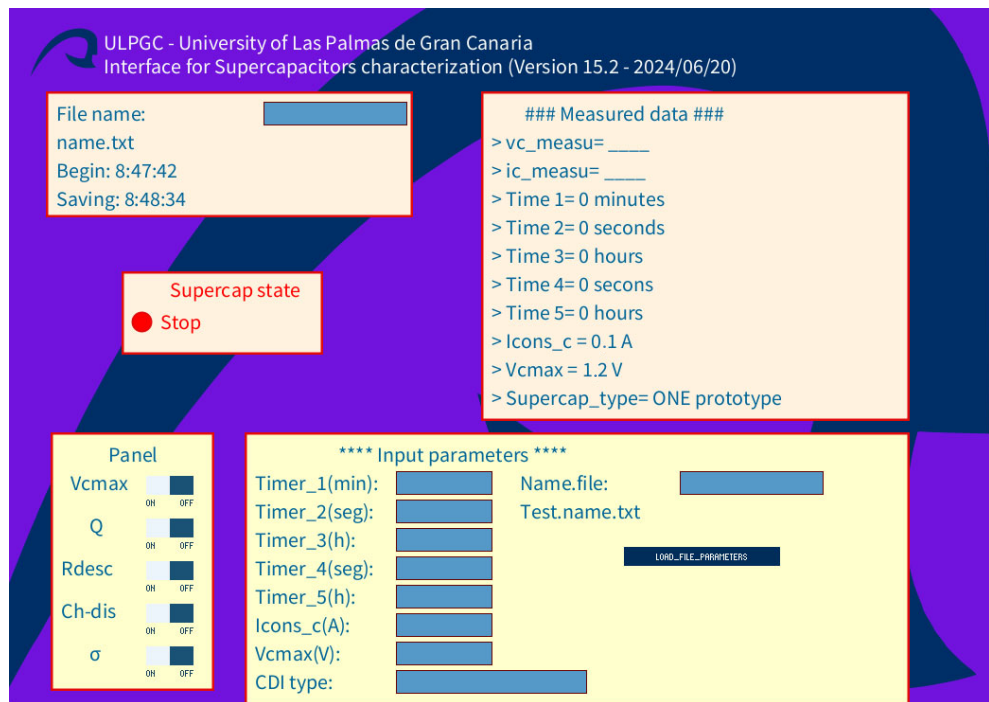 ULPGC - University of Las Palmas de Gran Canaria
Interface for Supercapacitors characterization (Version 15.2 - 2024/06/20)
File name:
name.txt
Begin: 8:47:42
Saving: 8:48:34
### Measured data ###
> vc_measu= ____
> ic_measu= ____
> Time 1= 0 minutes
> Time 2= 0 seconds
> Time 3= 0 hours
> Time 4= 0 secons
> Time 5= 0 hours
> Icons_c = 0.1 A
> Vcmax = 1.2 V
> Supercap_type= ONE prototype
Supercap state
Stop
Panel
Vcmax
ON OFF
Q
ON OFF
Rdesc
ON OFF
Ch-dis
ON OFF
σ
ON OFF
**** Input parameters ****
Timer_1(min):
Timer_2(seg):
Timer_3(h):
Timer_4(seg):
Timer_5(h):
Icons_c(A):
Vcmax(V):
CDI type:
Name.file:
Test.name.txt
LOAD_FILE_PARAMETERS